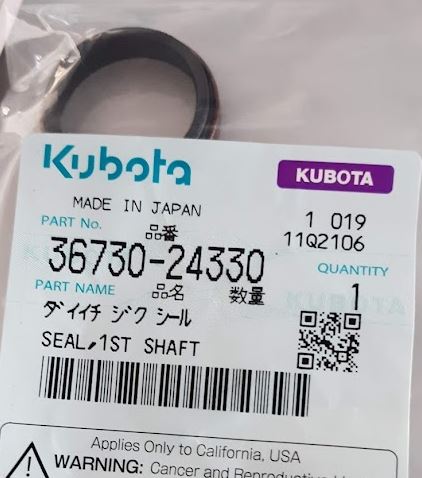 Kubota KUBOTA
MADE IN JAPAN 1 019
PART No. 品番 11Q2106
36730-24330 QUANTITY
PART NAME 品名 数量 1
ダイイチ ジク シール
SEAL,1ST SHAFT
Applies Only to California, USA
WARNING: Cancer and Reproductive